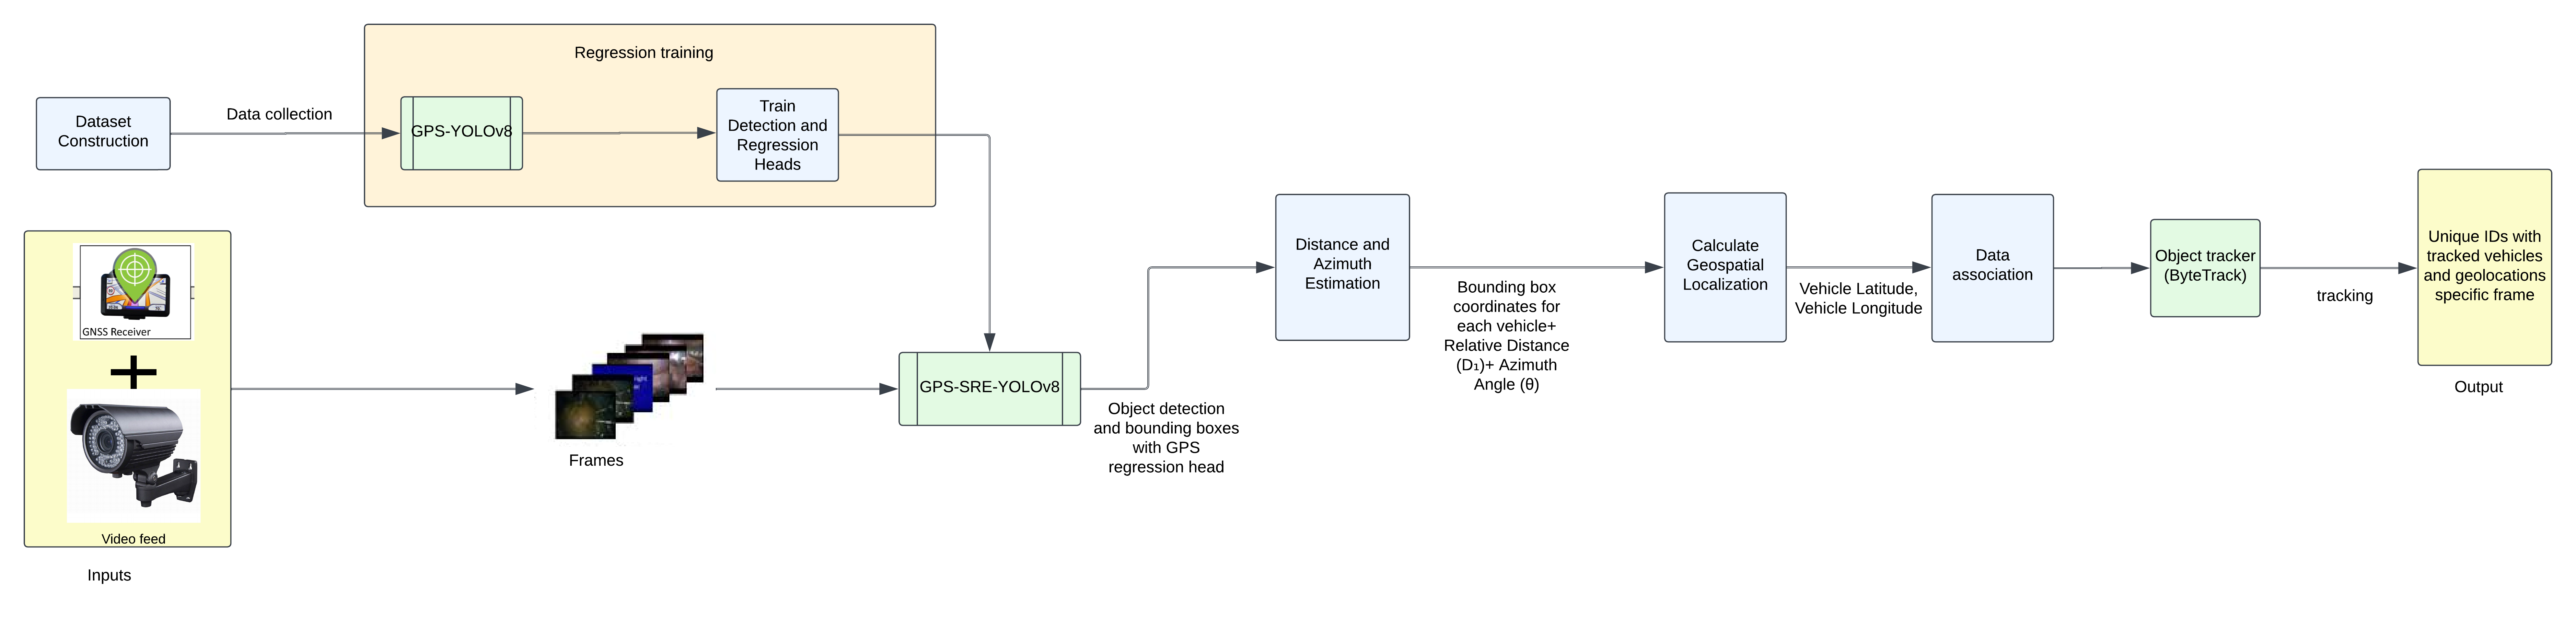 Regression training
Dataset
Construction
Data collection
GPS-YOLOv8
Train
Detection and
Regression
Heads
GNSS Receiver
Video feed
Inputs
Frames
GPS-SRE-YOLOv8
Object detection
and bounding boxes
with GPS
regression head
Distance and
Azimuth
Estimation
Bounding box
coordinates for
each vehicle+
Relative Distance
(D₁)+ Azimuth
Angle (θ)
Calculate
Geospatial
Localization
Vehicle Latitude,
Vehicle Longitude
Data
association
Object tracker
(ByteTrack)
tracking
Unique IDs with
tracked vehicles
and geolocations
specific frame
Output